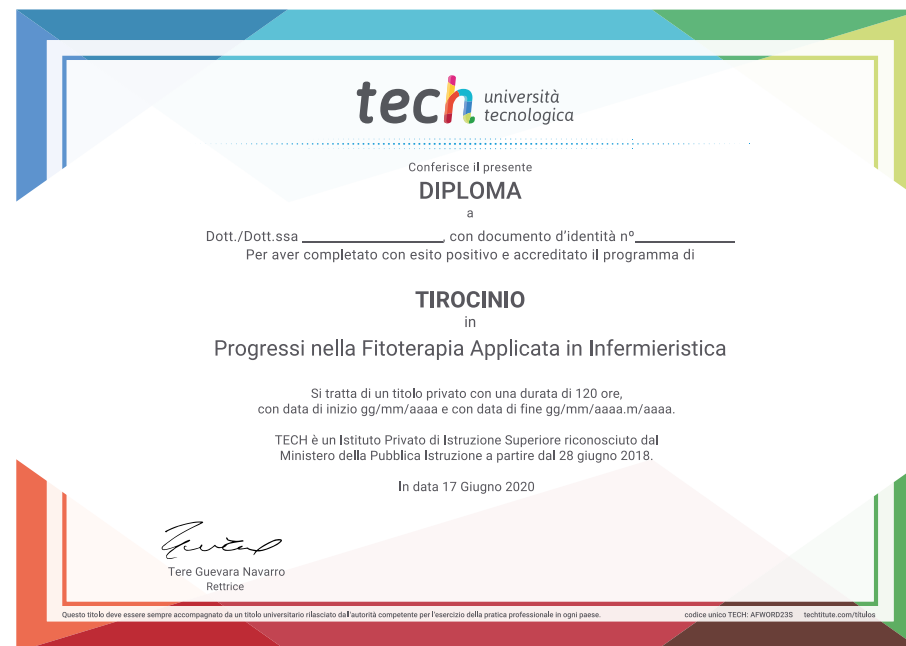 tech università
tecnologica
Conferisce il presente
DIPLOMA
a
Dott./Dott.ssa ____________________, con documento d'identità nº______________
Per aver completato con esito positivo e accreditato il programma di
TIROCINIO
in
Progressi nella Fitoterapia Applicata in Infermieristica
Si tratta di un titolo privato con una durata di 120 ore,
con data di inizio gg/mm/aaaa e con data di fine gg/mm/aaaa.m/aaaa.
TECH è un Istituto Privato di Istruzione Superiore riconosciuto dal
Ministero della Pubblica Istruzione a partire dal 28 giugno 2018.
In data 17 Giugno 2020
Tere Guevara Navarro
Rettrice
Questo titolo deve essere sempre accompagnato da un titolo universitario rilasciato dall'autorità competente per l'esercizio della pratica professionale in ogni paese. codice unico TECH: AFWORD23S techtitute.com/titulos